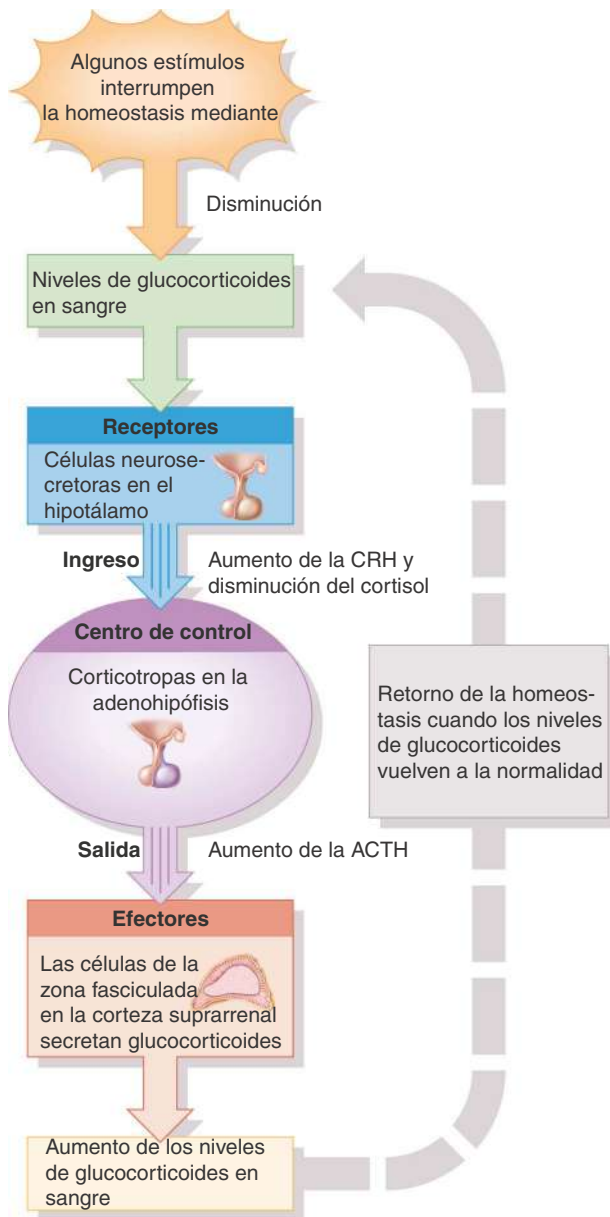 Algunos estímulos
interrumpen
la homeostasis mediante
Disminución
Niveles de glucocorticoides
en sangre
Receptores
Células neurose-
cretoras en el
hipotálamo
Ingreso
Aumento de la CRH y
disminución del cortisol
Centro de control
Corticotropas en la
adenohipófisis
Retorno de la homeos-
tasis cuando los niveles
de glucocorticoides
vuelven a la normalidad
Salida
Aumento de la ACTH
Efectores
Las células de la
zona fasciculada
en la corteza suprarrenal
secretan glucocorticoides
Aumento de los niveles
de glucocorticoides en
sangre